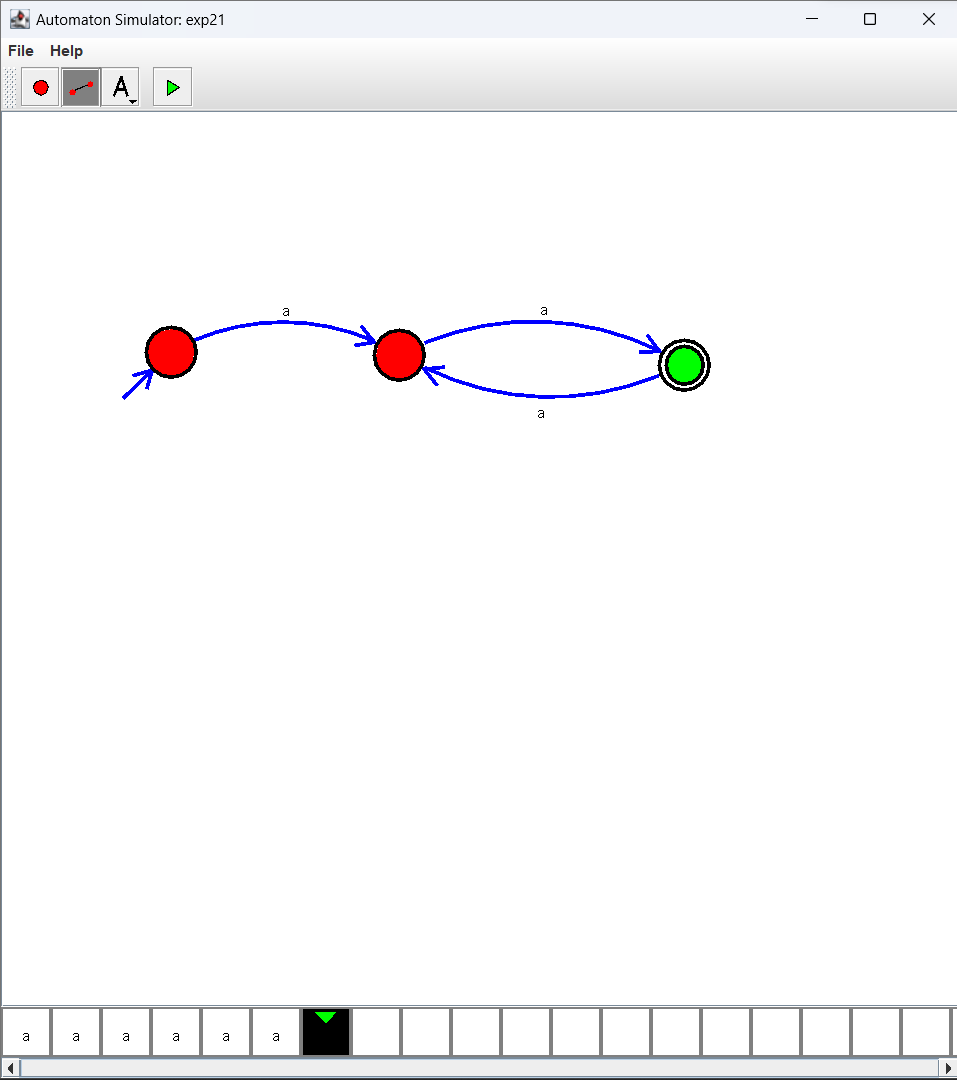 Automaton Simulator: exp21
File Help
A
a a
a
a a a a a a